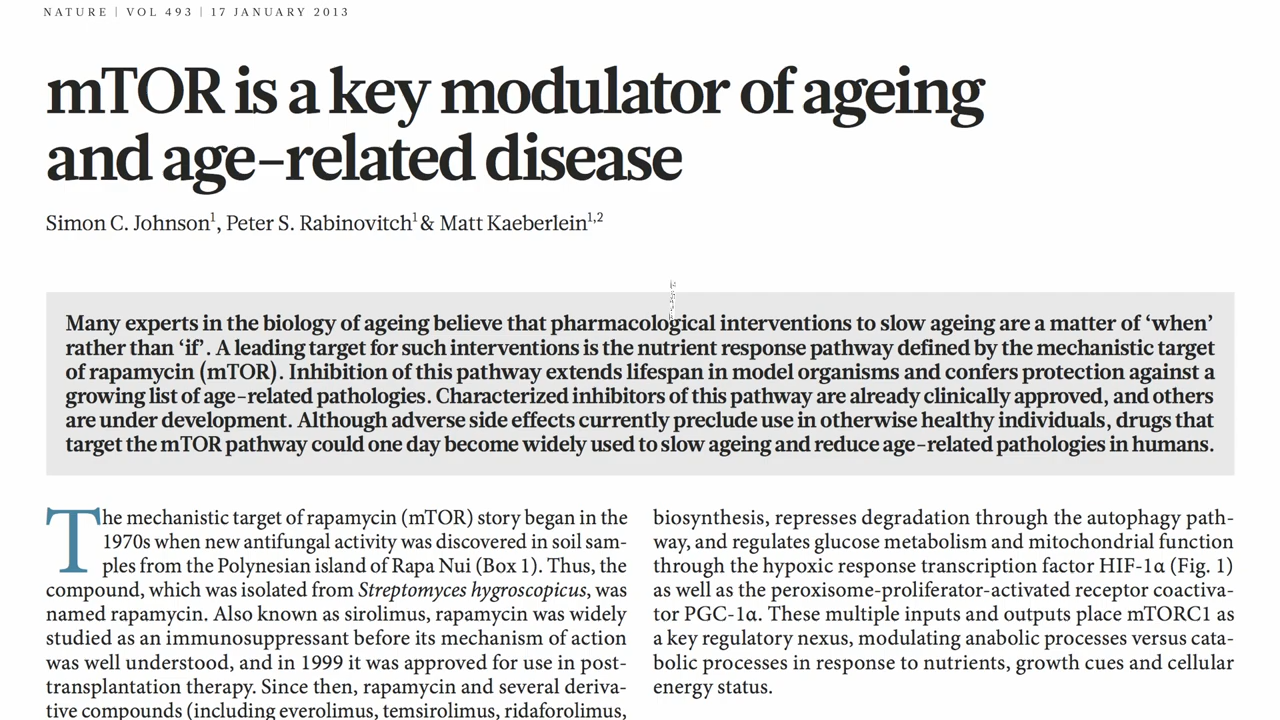 NATURE | VOL 493 | 17 JANUARY 2013
mTOR is a key modulator of ageing
and age-related disease
Simon C. Johnson¹, Peter S. Rabinovitch¹ & Matt Kaeberlein¹,²
Many experts in the biology of ageing believe that pharmacological interventions to slow ageing are a matter of ‘when’
rather than ‘if’. A leading target for such interventions is the nutrient response pathway defined by the mechanistic target
of rapamycin (mTOR). Inhibition of this pathway extends lifespan in model organisms and confers protection against a
growing list of age-related pathologies. Characterized inhibitors of this pathway are already clinically approved, and others
are under development. Although adverse side effects currently preclude use in otherwise healthy individuals, drugs that
target the mTOR pathway could one day become widely used to slow ageing and reduce age-related pathologies in humans.
The mechanistic target of rapamycin (mTOR) story began in the
1970s when new antifungal activity was discovered in soil sam-
ples from the Polynesian island of Rapa Nui (Box 1). Thus, the
compound, which was isolated from Streptomyces hygroscopicus, was
named rapamycin. Also known as sirolimus, rapamycin was widely
studied as an immunosuppressant before its mechanism of action
was well understood, and in 1999 it was approved for use in post-
transplantation therapy. Since then, rapamycin and several deriva-
tive compounds (including everolimus, temsirolimus, ridaforolimus,
biosynthesis, represses degradation through the autophagy path-
way, and regulates glucose metabolism and mitochondrial function
through the hypoxic response transcription factor HIF-1α (Fig. 1)
as well as the peroxisome-proliferator-activated receptor coactiva-
tor PGC-1α. These multiple inputs and outputs place mTORC1 as
a key regulatory nexus, modulating anabolic processes versus cata-
bolic processes in response to nutrients, growth cues and cellular
energy status.